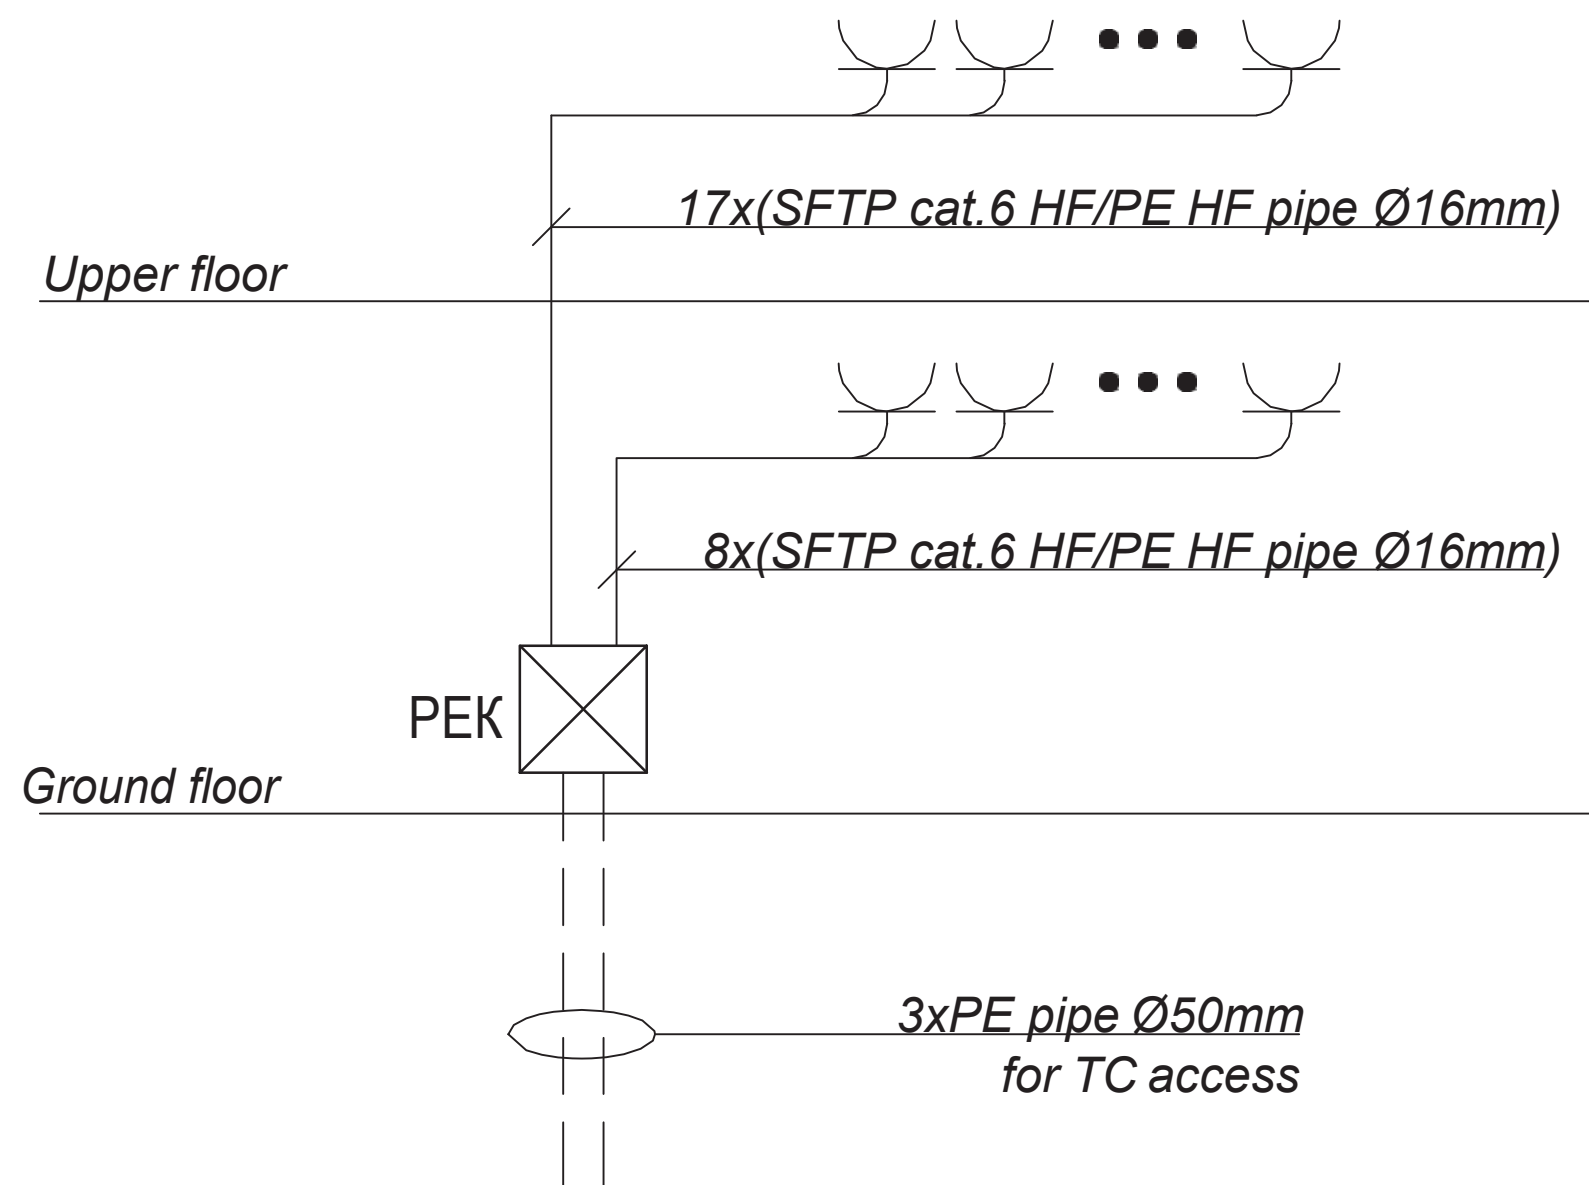 17x(SFTP cat.6 HF/PE HF pipe Ø16mm)
Upper floor
8x(SFTP cat.6 HF/PE HF pipe Ø16mm)
РЕК
Ground floor
3xPE pipe Ø50mm
for TC access